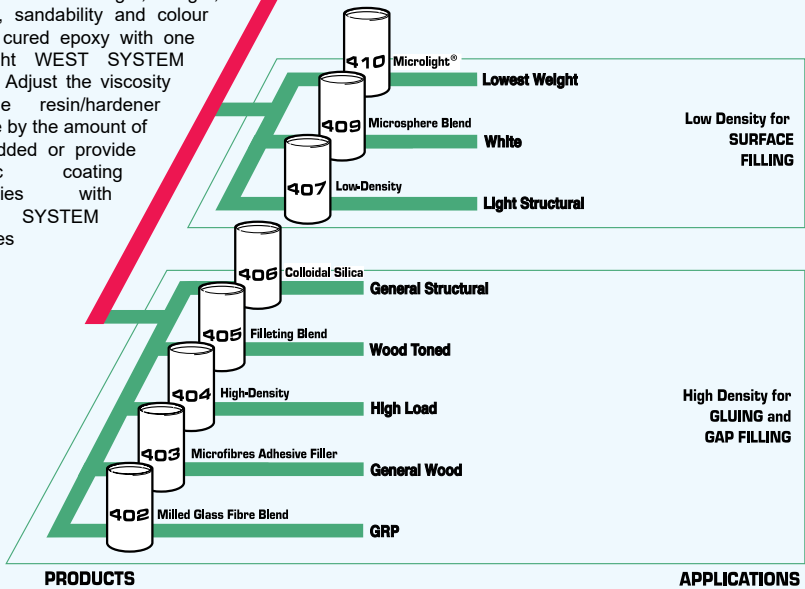 , sandability and colour
cured epoxy with one
ht WEST SYSTEM
Adjust the viscosity
e resin/hardener
e by the amount of
dded or provide
c coating
ies with
SYSTEM
es
410 Microlight®
Lowest Weight
409 Microsphere Blend
White
407 Low-Density
Light Structural
Low Density for
SURFACE
FILLING
406 Colloidal Silica
General Structural
405 Filleting Blend
Wood Toned
404 High-Density
High Load
403 Microfibres Adhesive Filler
General Wood
402 Milled Glass Fibre Blend
GRP
High Density for
GLUING and
GAP FILLING
PRODUCTS
APPLICATIONS